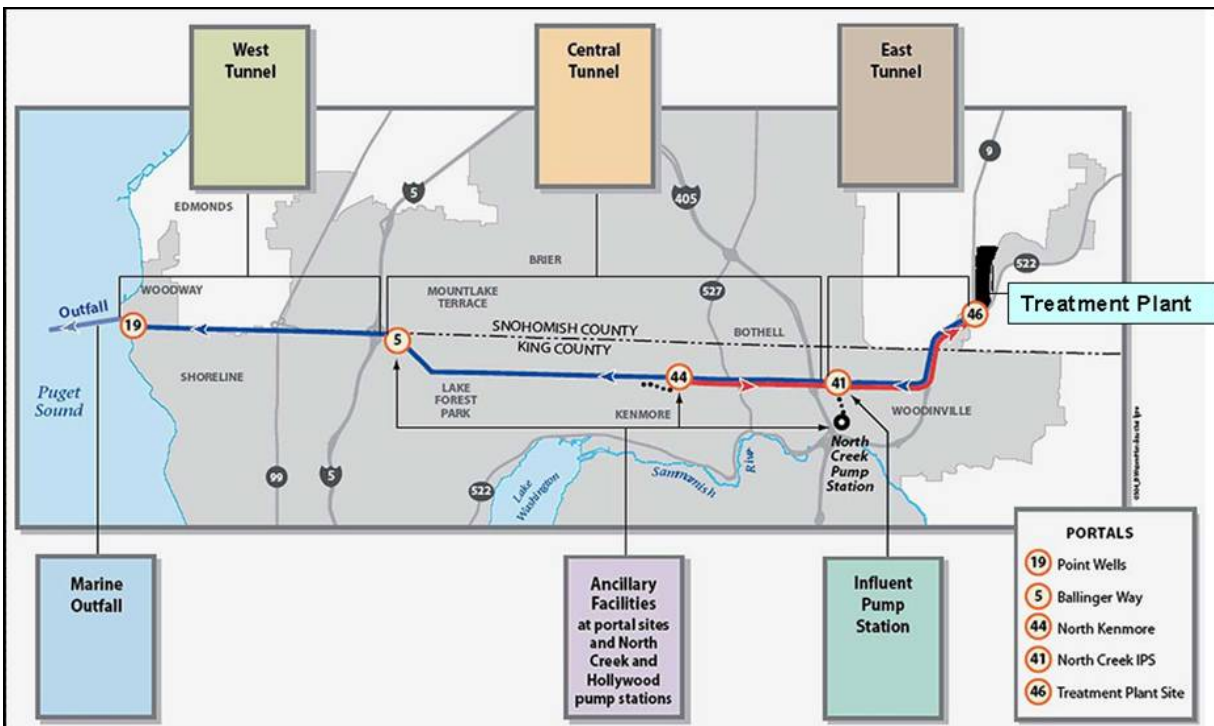 West
Tunnel
Central
Tunnel
East
Tunnel
9
5
405
EDMONDS
BRIER
522
527
Treatment Plant
WOODWAY
MOUNTLAKE
TERRACE
Outfall
46
19
SNOHOMISH COUNTY
BOTHELL
5
KING COUNTY
SHORELINE
44
41
Puget
Sound
LAKE
FOREST
PARK
KENMORE
WOODINVILLE
North
Creek
Pump
Station
99
5
522
Lake
Washington
Sammamish
River
PORTALS
19 Point Wells
5 Ballinger Way
44 North Kenmore
41 North Creek IPS
46 Treatment Plant Site
Marine
Outfall
Ancillary
Facilities
at portal sites
and North
Creek and
Hollywood
pump stations
Influent
Pump
Station